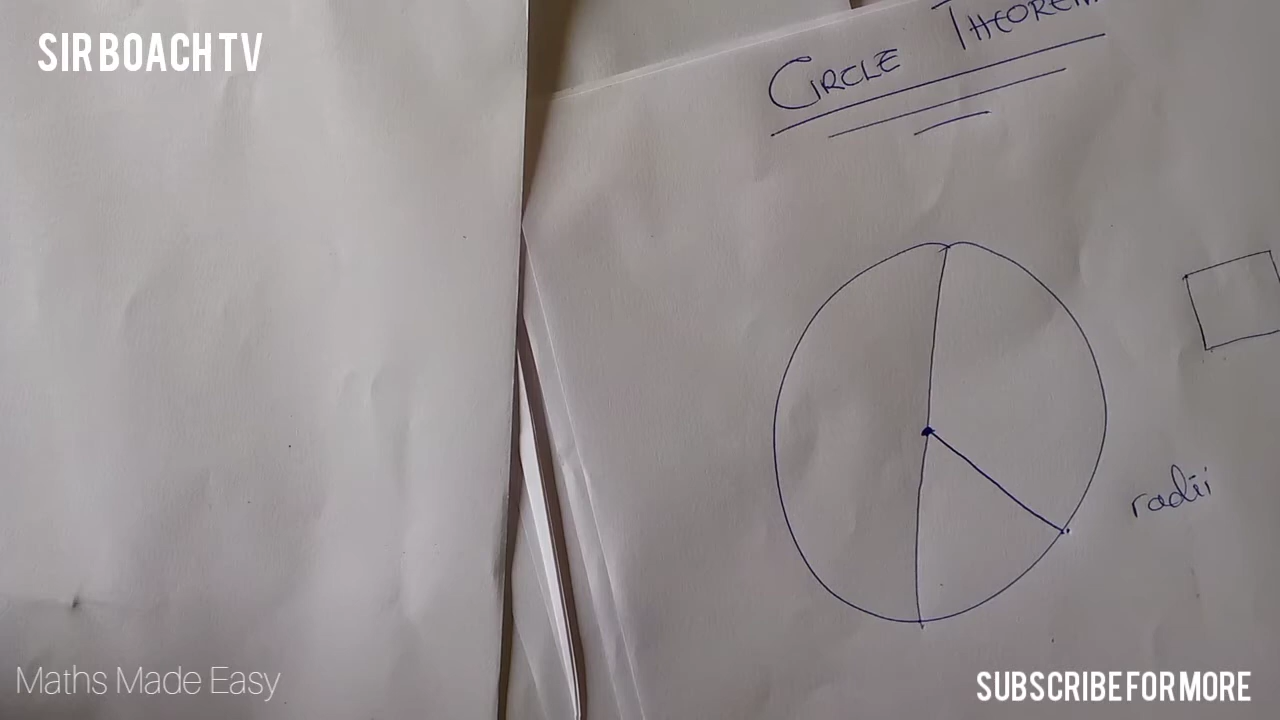 SIR BOACH TV
CIRCLE THEOREM
radii
Maths Made Easy
SUBSCRIBE FOR MORE